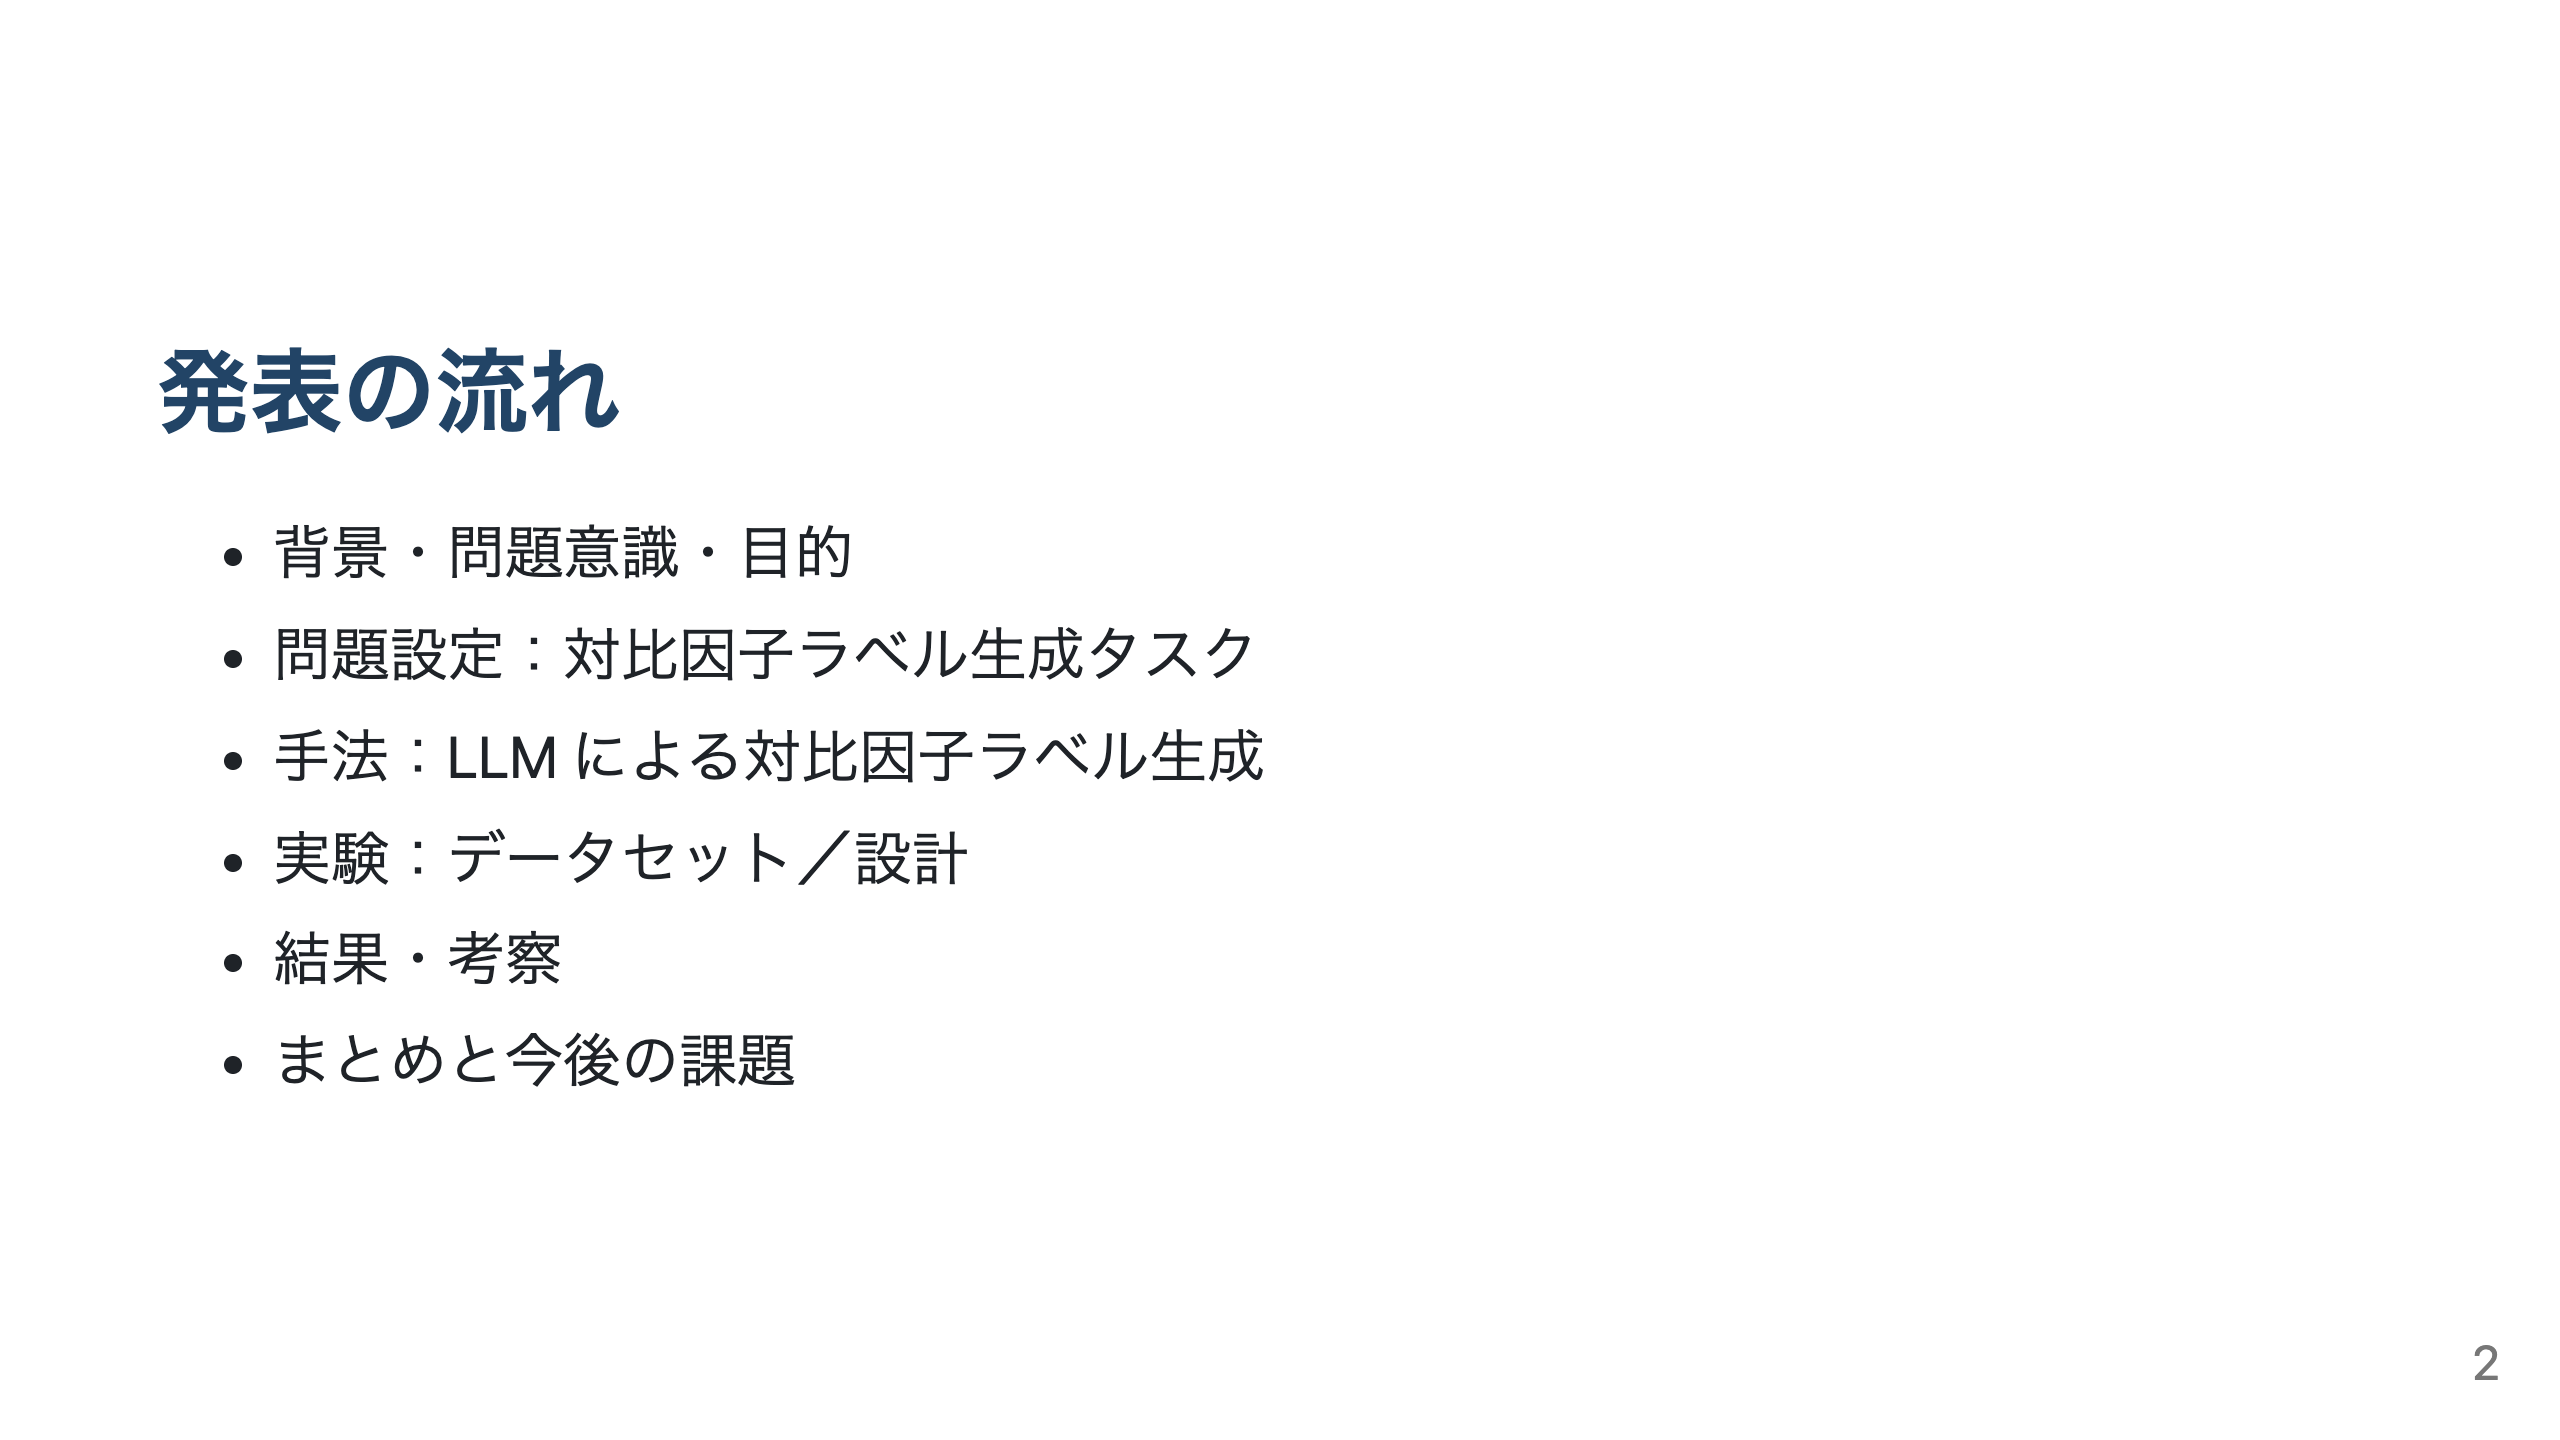 発表の流れ
• 背景・問題意識・目的
• 問題設定：対比因子ラベル生成タスク
• 手法：LLM による対比因子ラベル生成
• 実験：データセット／設計
• 結果・考察
• まとめと今後の課題
2